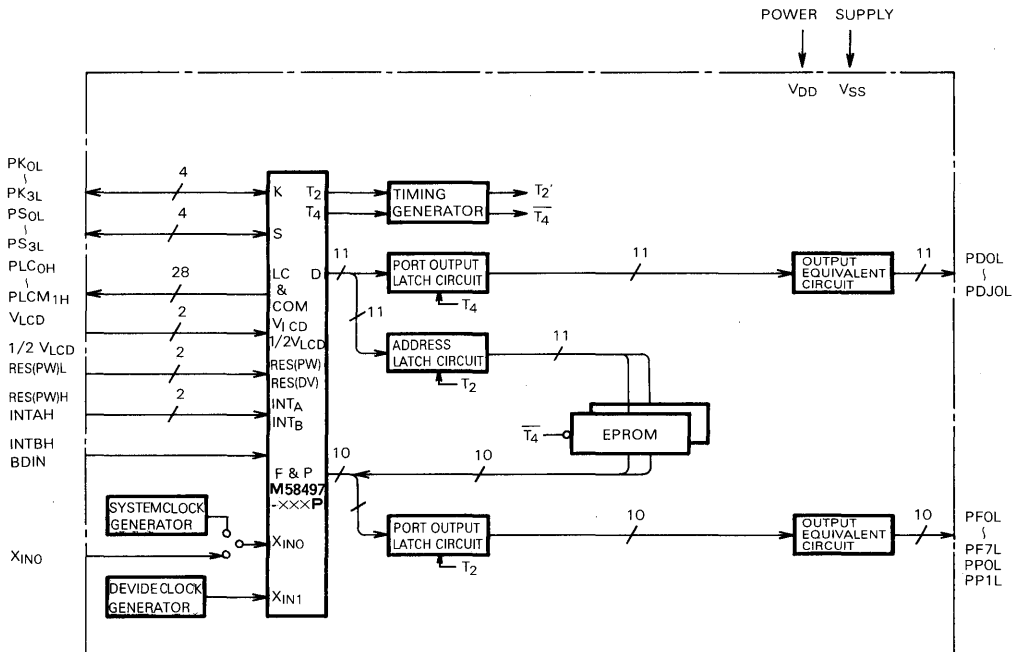 POWER SUPPLY
VDD VSS
PK0L
~
PK3L
4
PS0L
~
PS3L
4
PLC0H
~
PLCM1H
28
VLCD
2
1/2 VLCD
RES(PW)L
2
RES(PW)H
INTAH
2
INTBH
BDIN
SYSTEM CLOCK
GENERATOR
XIN0
DEVIDE CLOCK
GENERATOR
K T2
T4
S
LC D
&
COM
VLCD
1/2VLCD
RES(PW)
RES(DV)
INTA
INTB
F & P
M58497
-×××P
XIN0
XIN1
TIMING
GENERATOR
T2'
T4
11
PORT OUTPUT
LATCH CIRCUIT
T4
11
OUTPUT
EQUIVALENT
CIRCUIT
11
PD0L
~
PDJ0L
11
ADDRESS
LATCH CIRCUIT
T2
11
T4
EPROM
10
10
PORT OUTPUT
LATCH CIRCUIT
T2
10
OUTPUT
EQUIVALENT
CIRCUIT
10
PF0L
~
PF7L
PP0L
PP1L